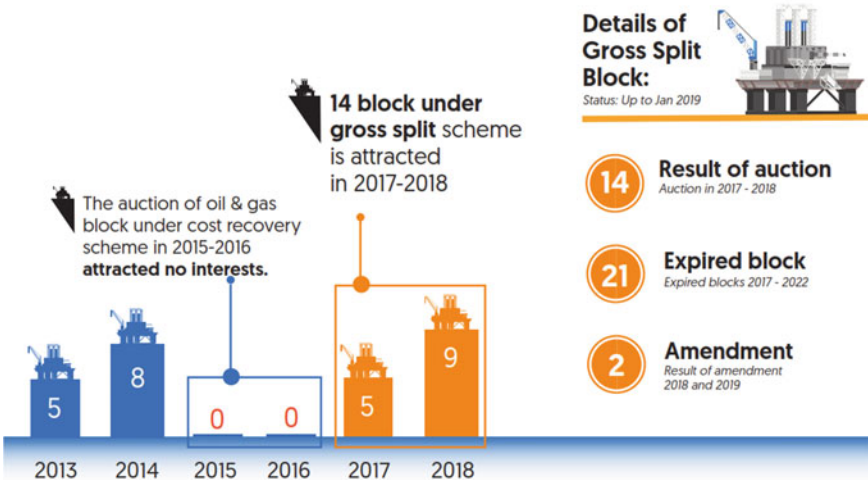 The auction of oil & gas
block under cost recovery
scheme in 2015-2016
attracted no interests.
14 block under
gross split scheme
is attracted
in 2017-2018
5
8
0
0
5
9
2013
2014
2015
2016
2017
2018
Details of
Gross Split
Block:
Status: Up to Jan 2019
14
Result of auction
Auction in 2017 - 2018
21
Expired block
Expired blocks 2017 - 2022
2
Amendment
Result of amendment
2018 and 2019